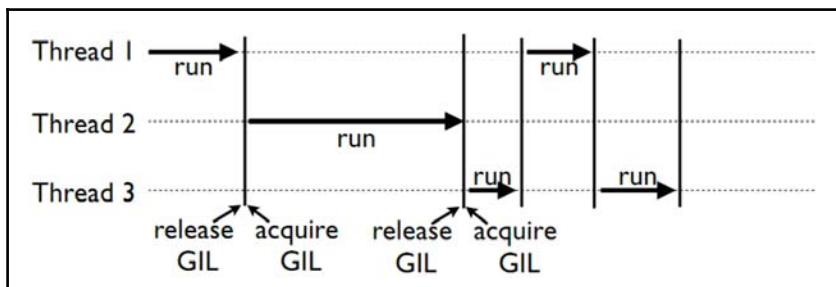 Thread 1
run
run
Thread 2
run
Thread 3
run
run
release
GIL
acquire
GIL
release
GIL
acquire
GIL